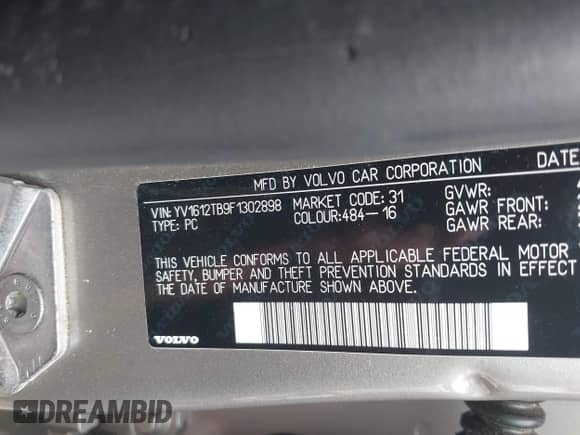 MFD BY VOLVO CAR CORPORATION DATE
VIN: YV1612TB9F1302898 MARKET CODE: 31 GVWR:
TYPE: PC COLOUR:484-16 GAWR FRONT:
GAWR REAR:
THIS VEHICLE CONFORMS TO ALL APPLICABLE FEDERAL MOTOR
SAFETY, BUMPER AND THEFT PREVENTION STANDARDS IN EFFECT
THE DATE OF MANUFACTURE SHOWN ABOVE.
VOLVO
DREAMBID